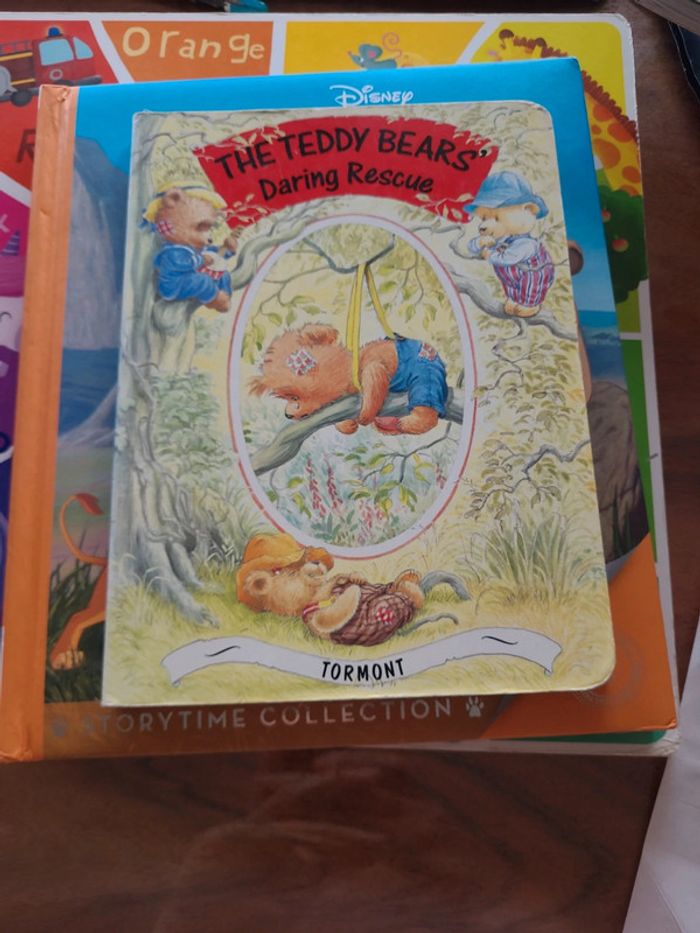 Orange
R
Disney
THE TEDDY BEARS'
Daring Rescue
TORMONT
STORYTIME COLLECTION